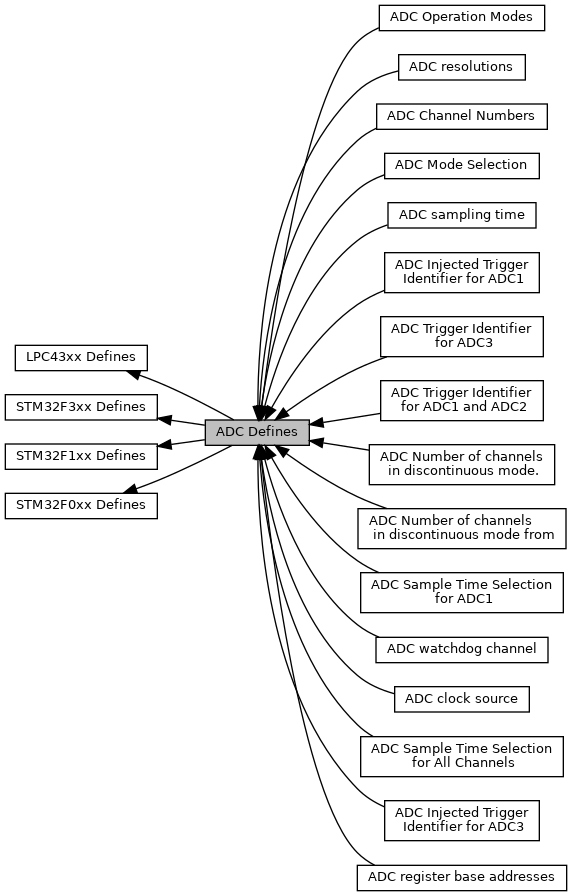 ADC Operation Modes
ADC resolutions
ADC Channel Numbers
ADC Mode Selection
ADC sampling time
ADC Injected Trigger
Identifier for ADC1
ADC Trigger Identifier
for ADC3
LPC43xx Defines
STM32F3xx Defines
STM32F1xx Defines
STM32F0xx Defines
ADC Defines
ADC Trigger Identifier
for ADC1 and ADC2
ADC Number of channels
in discontinuous mode.
ADC Number of channels
in discontinuous mode from
ADC Sample Time Selection
for ADC1
ADC watchdog channel
ADC clock source
ADC Sample Time Selection
for All Channels
ADC Injected Trigger
Identifier for ADC3
ADC register base addresses